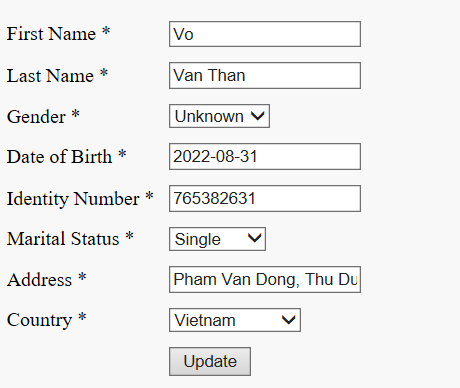 First Name * Vo
Last Name * Van Than
Gender * Unknown
Date of Birth * 2022-08-31
Identity Number * 765382631
Marital Status * Single
Address * Pham Van Dong, Thu Du
Country * Vietnam
Update